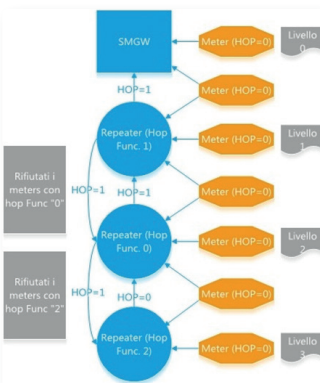 SMGW
Meter (HOP=0)
Livello
0
Meter (HOP=0)
HOP=1
Repeater (Hop
Func. 1)
Meter (HOP=0)
Livello
1
Rifiutati i
meters con
hop Func "0"
HOP=1
HOP=1
Meter (HOP=0)
Repeater (Hop
Func. 0)
Meter (HOP=0)
Livello
2
Rifiutati i
meters con
hop Func "2"
HOP=1
HOP=0
Meter (HOP=0)
Repeater (Hop
Func. 2)
Meter (HOP=0)
Livello
3